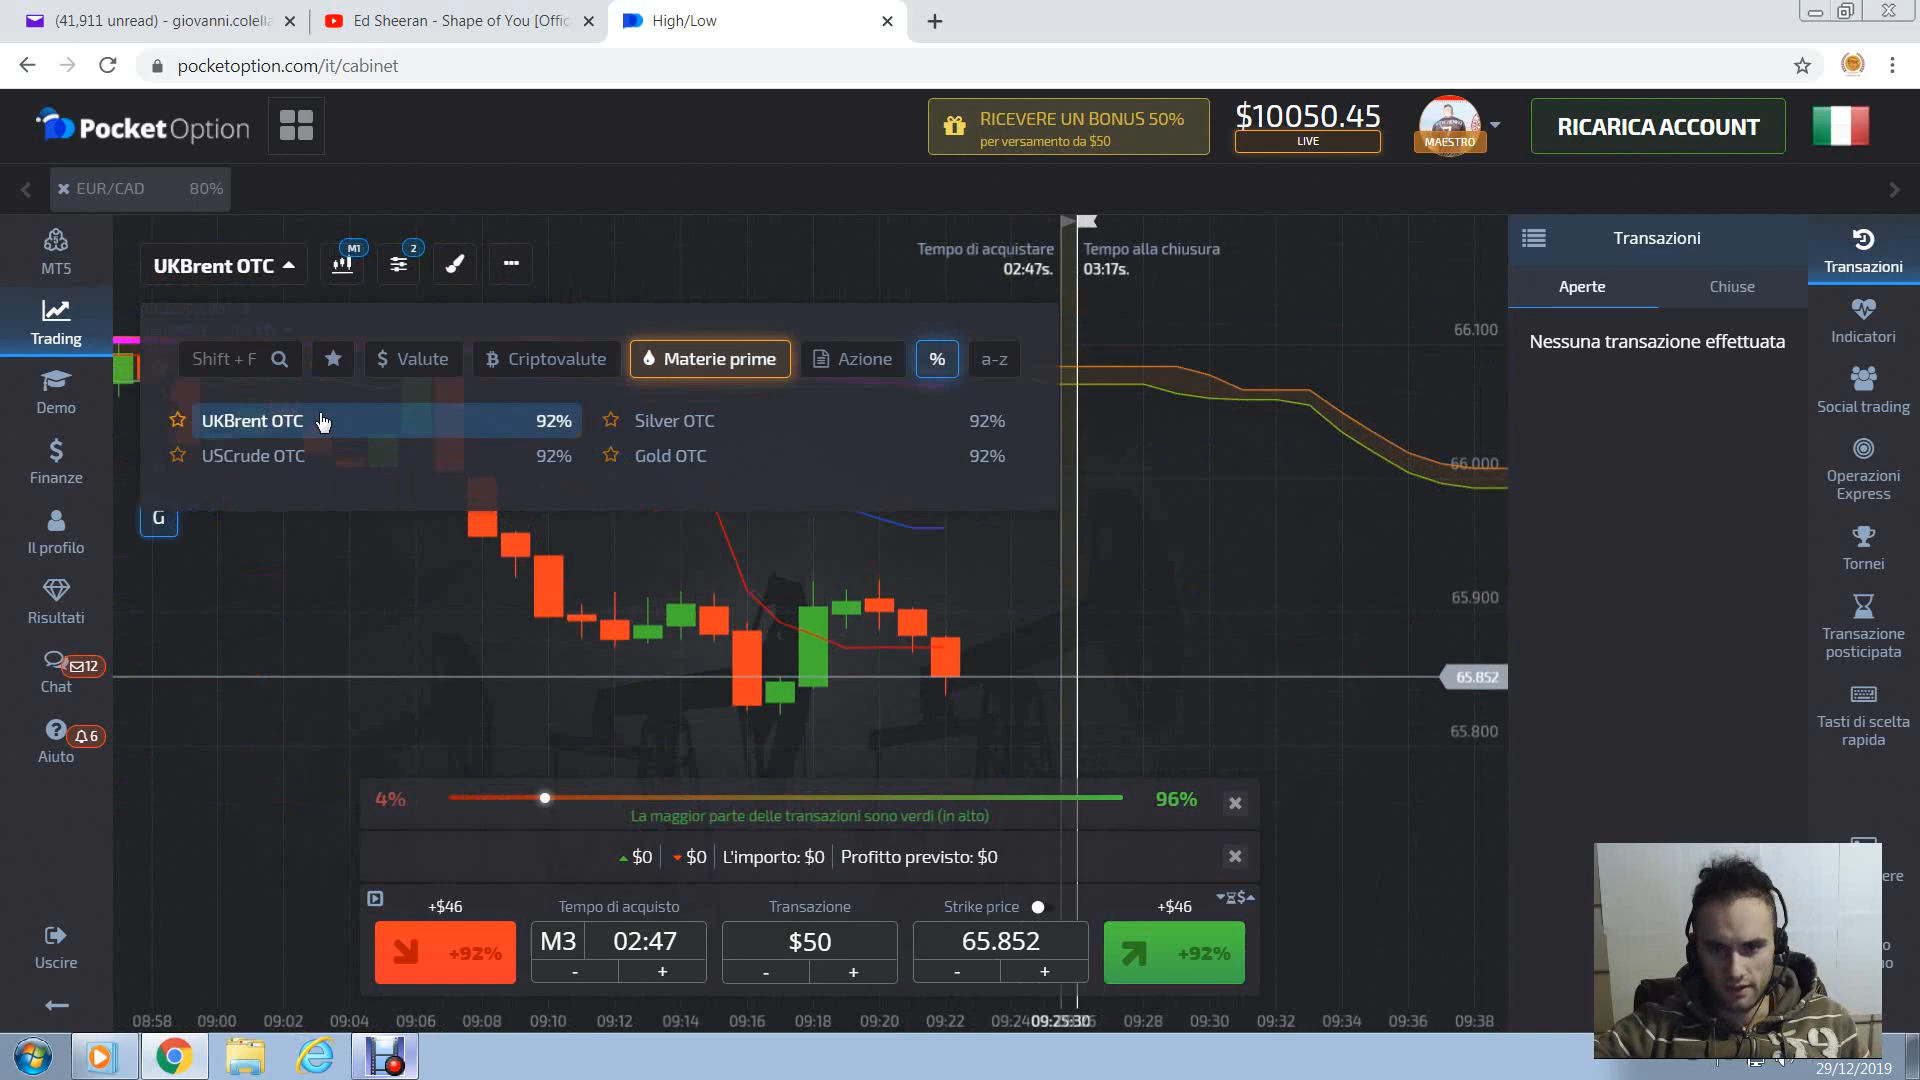 (41,911 unread) - giovanni.colella
Ed Sheeran - Shape of You [Offic
High/Low
pocketoption.com/it/cabinet
PocketOption
RICEVERE UN BONUS 50%
per versamento da $50
$10050.45
LIVE
MAESTRO
RICARICA ACCOUNT
EUR/CAD 80%
MT5
Trading
Demo
Finanze
Il profilo
Risultati
12
Chat
6
Aiuto
Uscire
UKBrent OTC
M1
2
Tempo di acquistare
02:47s.
Tempo alla chiusura
03:17s.
Shift + F
$ Valute
Criptovalute
Materie prime
Azione
%
a-z
UKBrent OTC 92%
Silver OTC 92%
USCrude OTC 92%
Gold OTC 92%
66.100
66.000
65.900
65.852
65.800
4%
96%
La maggior parte delle transazioni sono verdi (in alto)
$0 $0 L'importo: $0 Profitto previsto: $0
+$46
+92%
Tempo di acquisto
M3 02:47
- +
Transazione
$50
- +
Strike price
65.852
- +
+$46
+92%
08:58 09:00 09:02 09:04 09:06 09:08 09:10 09:12 09:14 09:16 09:18 09:20 09:22 09:24 09:25:30 09:28 09:30 09:32 09:34 09:36 09:38
Transazioni
Aperte
Chiuse
Nessuna transazione effettuata
Transazioni
Indicatori
Social trading
Operazioni
Express
Tornei
Transazione
posticipata
Tasti di scelta
rapida
29/12/2019